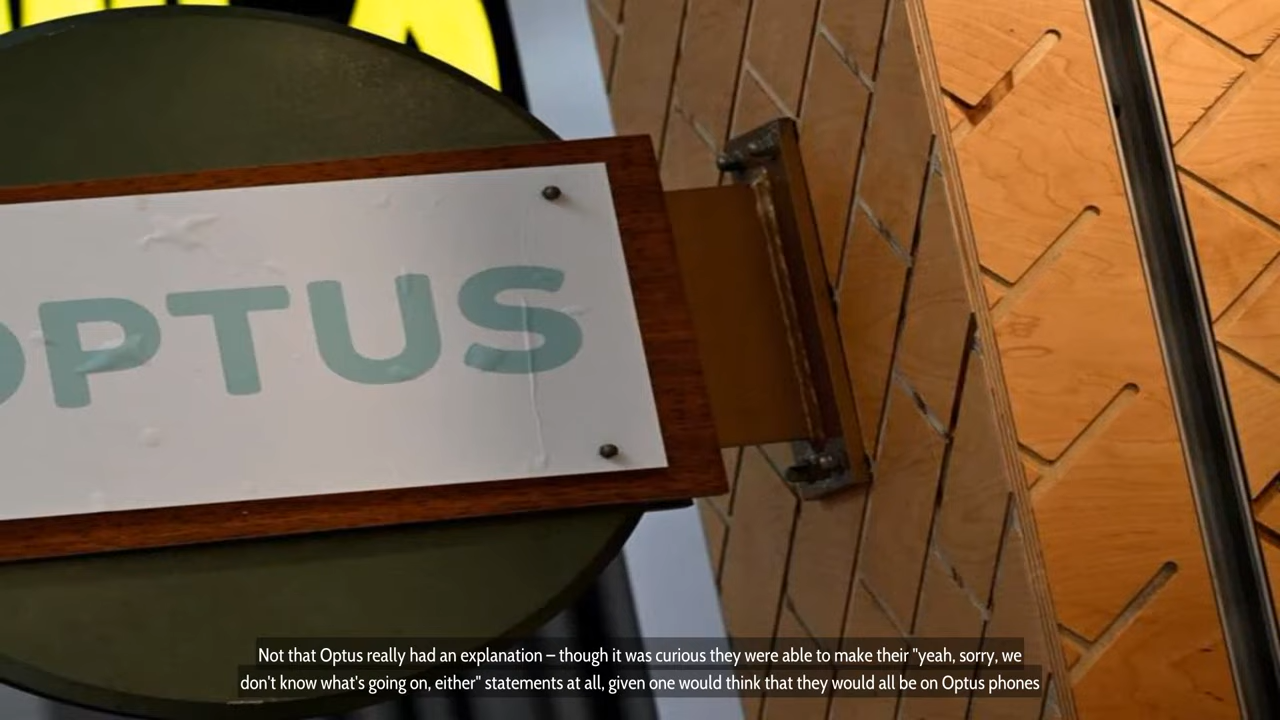 OPTUS
Not that Optus really had an explanation – though it was curious they were able to make their "yeah, sorry, we
don't know what's going on, either" statements at all, given one would think that they would all be on Optus phones